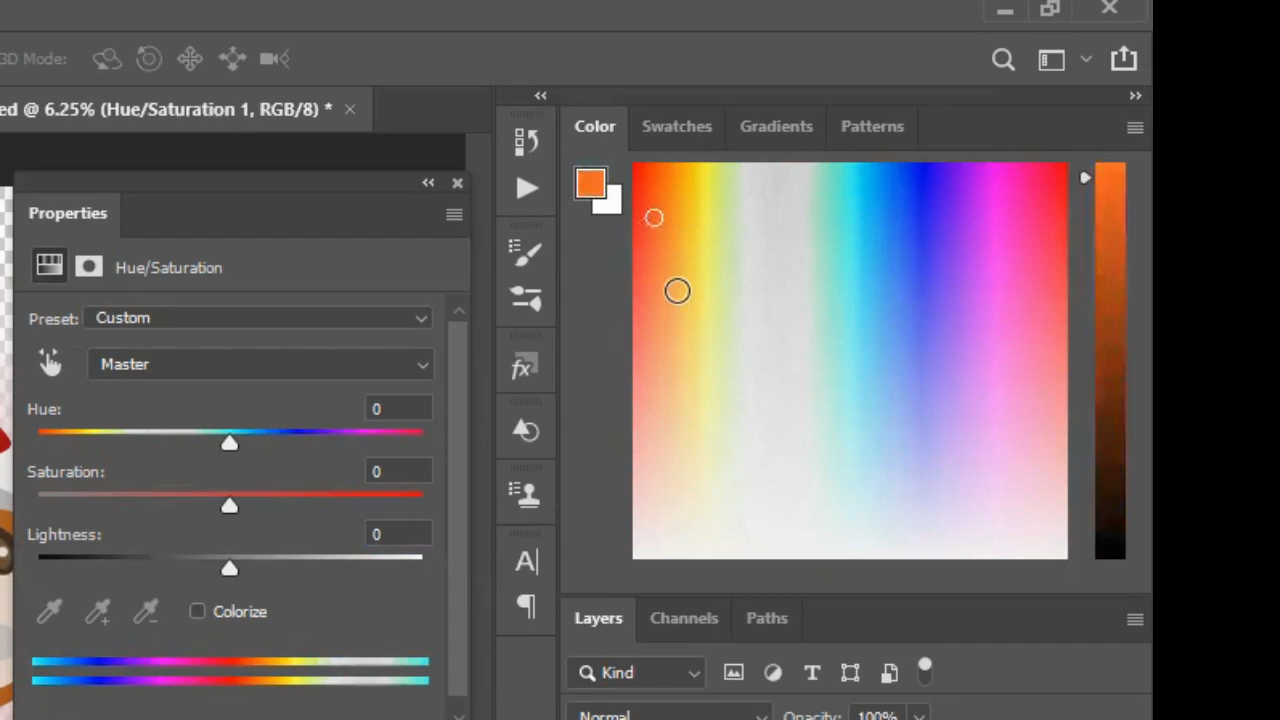 3D Mode:
ed @ 6.25% (Hue/Saturation 1, RGB/8) *
Color Swatches Gradients Patterns
Properties
Hue/Saturation
Preset: Custom
Master
Hue: 0
Saturation: 0
Lightness: 0
Colorize
Layers Channels Paths
Kind
Normal Opacity: 100%